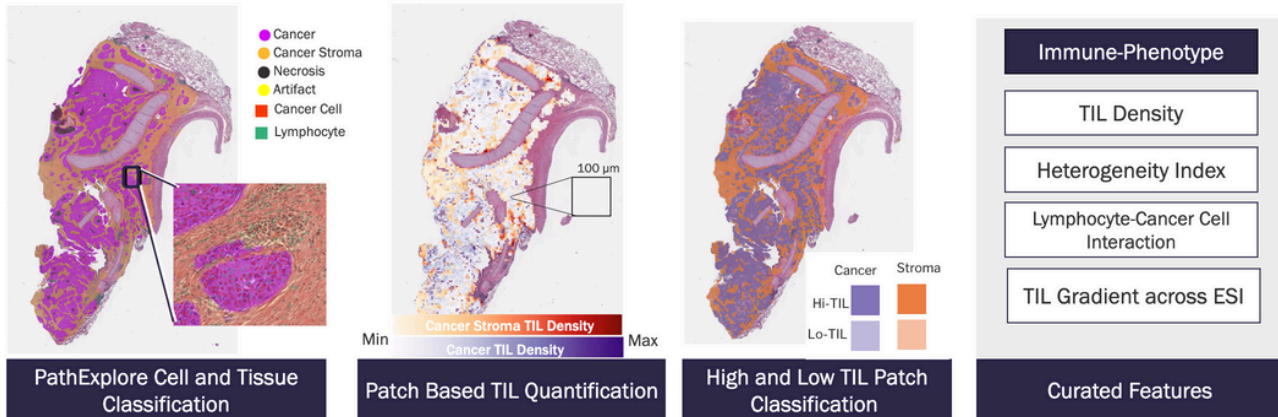 Cancer
Cancer Stroma
Necrosis
Artifact
Cancer Cell
Lymphocyte
PathExplore Cell and Tissue
Classification
100 µm
Min
Cancer Stroma TIL Density
Cancer TIL Density
Max
Patch Based TIL Quantification
Cancer
Stroma
Hi-TIL
Lo-TIL
High and Low TIL Patch
Classification
Immune-Phenotype
TIL Density
Heterogeneity Index
Lymphocyte-Cancer Cell
Interaction
TIL Gradient across ESI
Curated Features